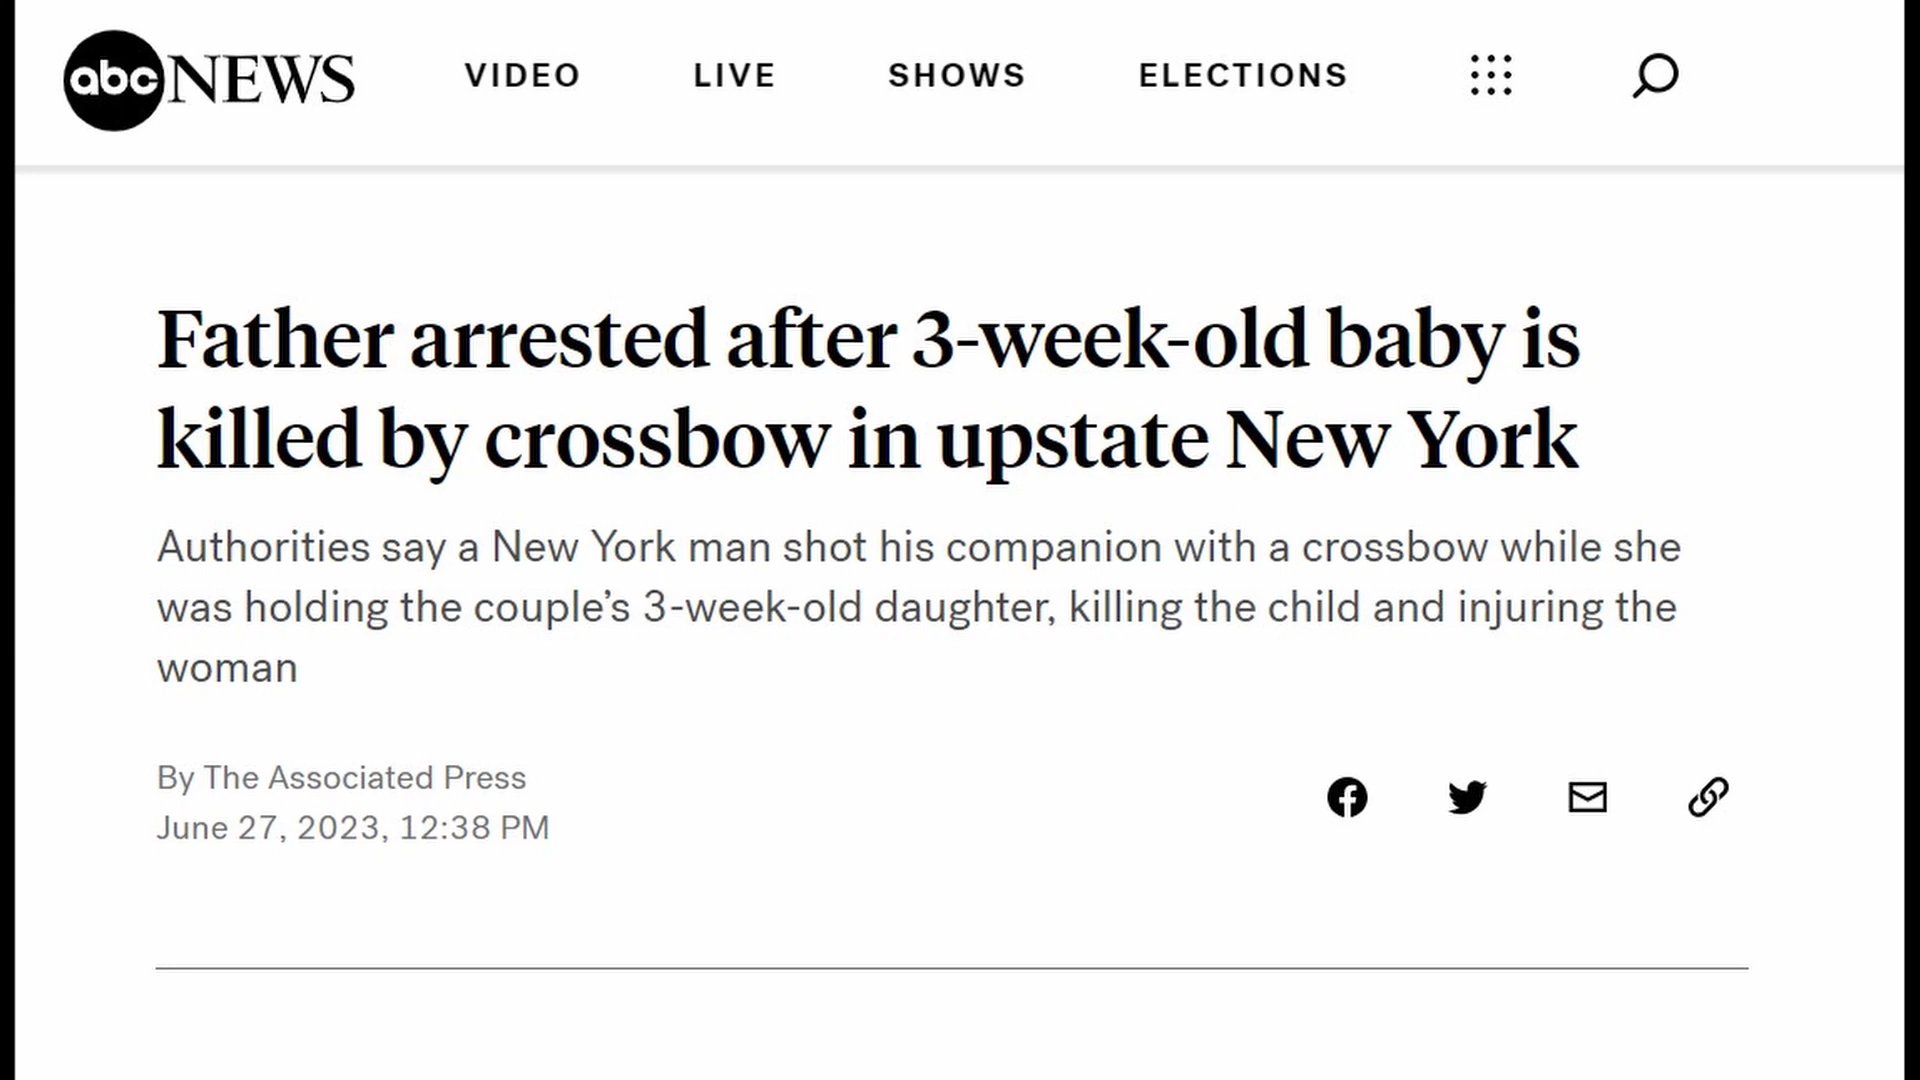 abc NEWS VIDEO LIVE SHOWS ELECTIONS
Father arrested after 3-week-old baby is
killed by crossbow in upstate New York
Authorities say a New York man shot his companion with a crossbow while she
was holding the couple’s 3-week-old daughter, killing the child and injuring the
woman
By The Associated Press
June 27, 2023, 12:38 PM